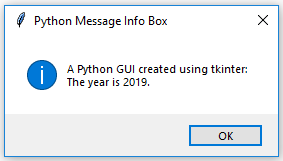 Python Message Info Box
A Python GUI created using tkinter:
The year is 2019.
OK